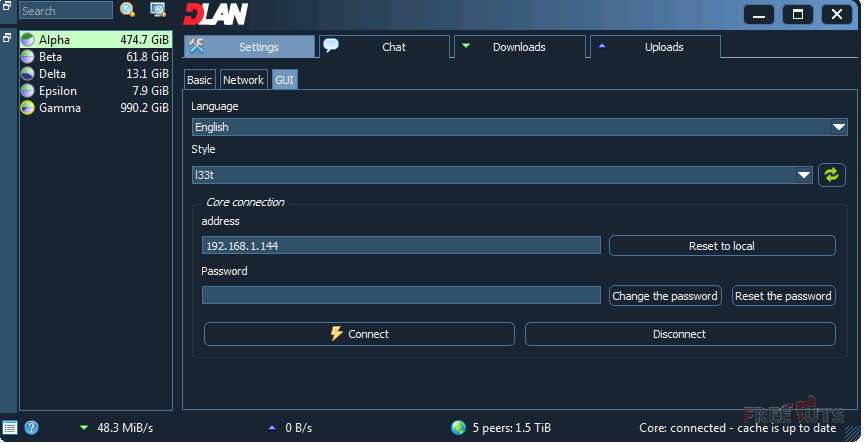 Search
DLAN
Alpha 474.7 GiB
Beta 61.8 GiB
Delta 13.1 GiB
Epsilon 7.9 GiB
Gamma 990.2 GiB
Settings Chat Downloads Uploads
Basic Network GUI
Language
English
Style
l33t
Core connection
address
192.168.1.144 Reset to local
Password
Change the password Reset the password
Connect Disconnect
FREETUTS
48.3 MiB/s 0 B/s 5 peers: 1.5 TiB Core: connected - cache is up to date